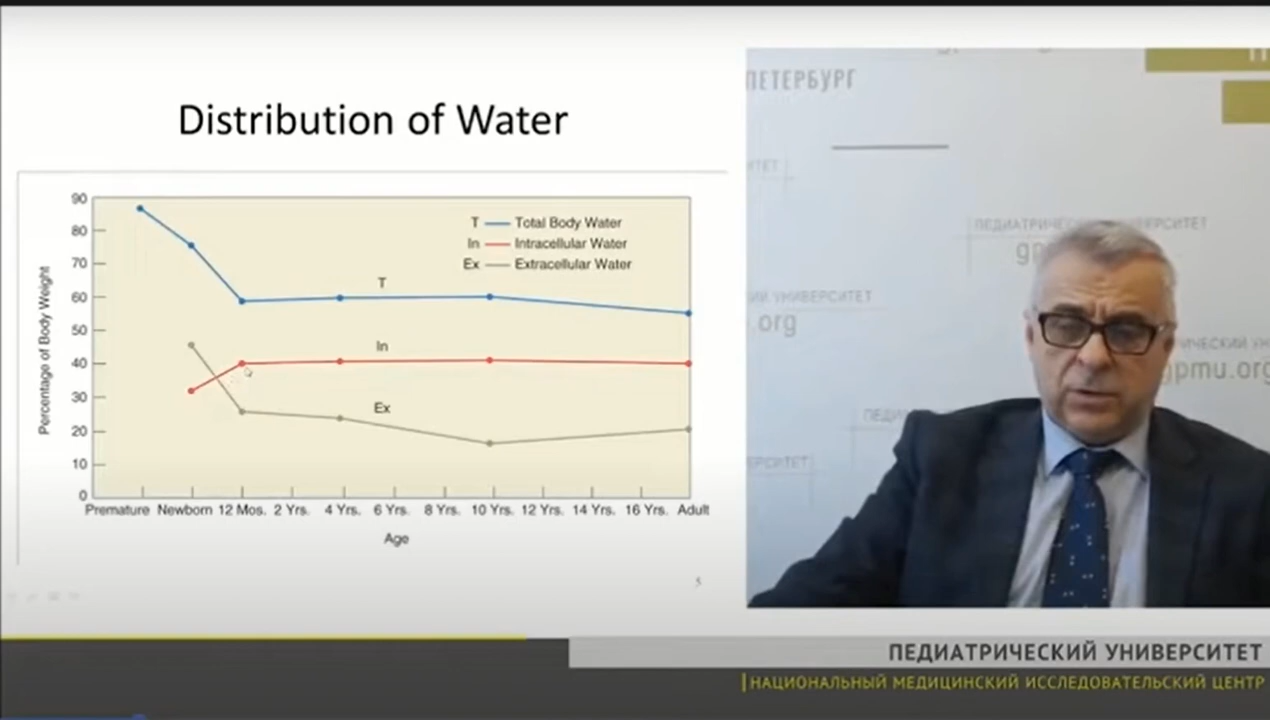 Distribution of Water
90
80
70
60
50
40
30
20
10
0
Percentage of Body Weight
T Total Body Water
In Intracellular Water
Ex Extracellular Water
T
In
Ex
Premature Newborn 12 Mos. 2 Yrs. 4 Yrs. 6 Yrs. 8 Yrs. 10 Yrs. 12 Yrs. 14 Yrs. 16 Yrs. Adult
Age
5
ПЕТЕРБУРГ
ПЕДИАТРИЧЕСКИЙ УНИВЕРСИТЕТ
УНИВЕРСИТЕТ
.org
gpmu.org
ПЕДИАТРИЧЕСКИЙ УНИВЕРСИТЕТ
НАЦИОНАЛЬНЫЙ МЕДИЦИНСКИЙ ИССЛЕДОВАТЕЛЬСКИЙ ЦЕНТР